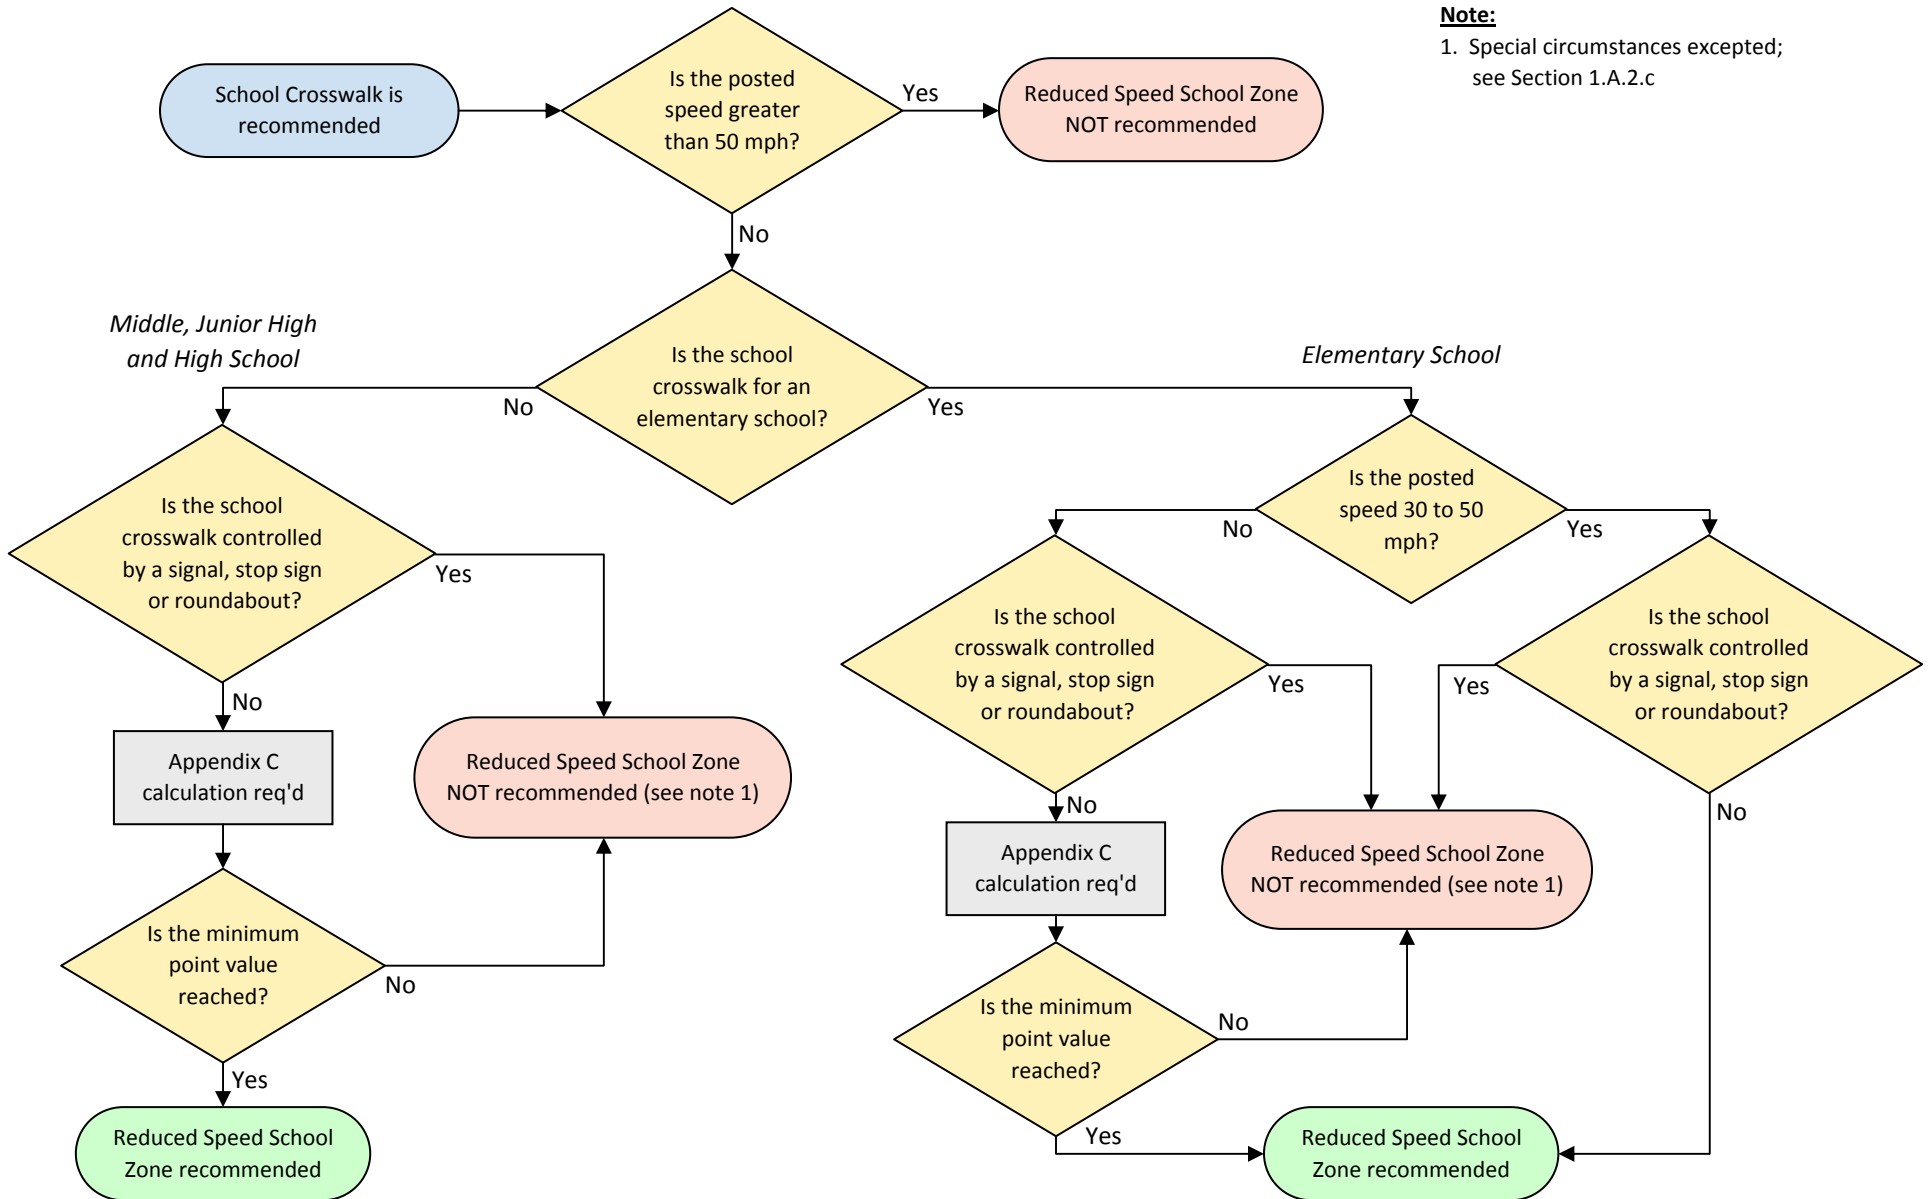 Note:
1. Special circumstances excepted;
see Section 1.A.2.c
School Crosswalk is
recommended
Is the posted
speed greater
than 50 mph?
Yes
Reduced Speed School Zone
NOT recommended
No
Middle, Junior High
and High School
Is the school
crosswalk for an
elementary school?
Elementary School
No
Yes
Is the school
crosswalk controlled
by a signal, stop sign
or roundabout?
Yes
No
Appendix C
calculation req'd
Reduced Speed School Zone
NOT recommended (see note 1)
Is the minimum
point value
reached?
No
Yes
Reduced Speed School
Zone recommended
Is the posted
speed 30 to 50
mph?
No
Yes
Is the school
crosswalk controlled
by a signal, stop sign
or roundabout?
Yes
Yes
Is the school
crosswalk controlled
by a signal, stop sign
or roundabout?
No
No
Appendix C
calculation req'd
Reduced Speed School Zone
NOT recommended (see note 1)
Is the minimum
point value
reached?
No
Yes
Reduced Speed School
Zone recommended